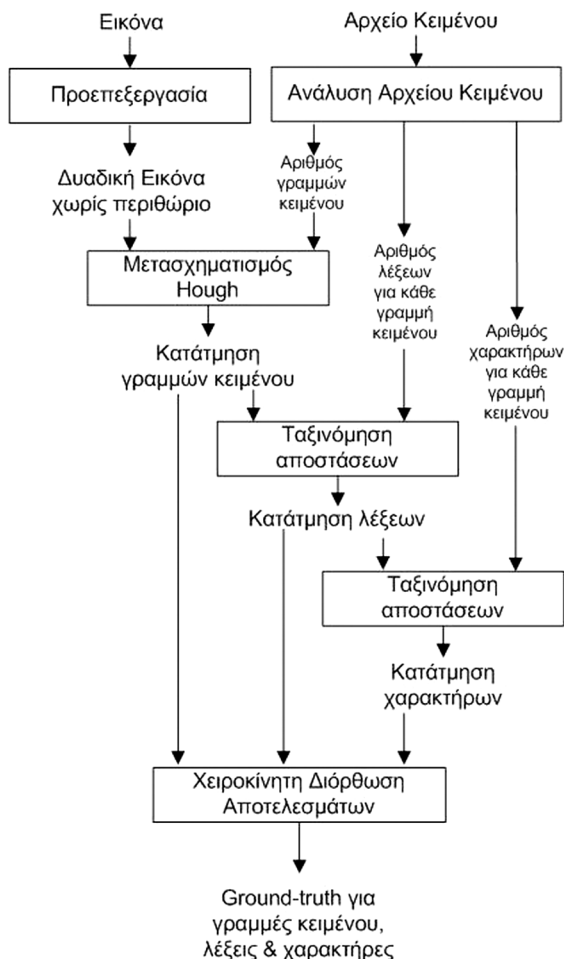 Εικόνα
Αρχείο Κειμένου
Προεπεξεργασία
Ανάλυση Αρχείου Κειμένου
Δυαδική Εικόνα
χωρίς περιθώριο
Αριθμός
γραμμών
κειμένου
Μετασχηματισμός
Hough
Αριθμός
λέξεων
για κάθε
γραμμή
κειμένου
Αριθμός
χαρακτήρων
για κάθε
γραμμή
κειμένου
Κατάτμηση
γραμμών κειμένου
Ταξινόμηση
αποστάσεων
Κατάτμηση λέξεων
Ταξινόμηση
αποστάσεων
Κατάτμηση
χαρακτήρων
Χειροκίνητη Διόρθωση
Αποτελεσμάτων
Ground-truth για
γραμμές κειμένου,
λέξεις & χαρακτήρες